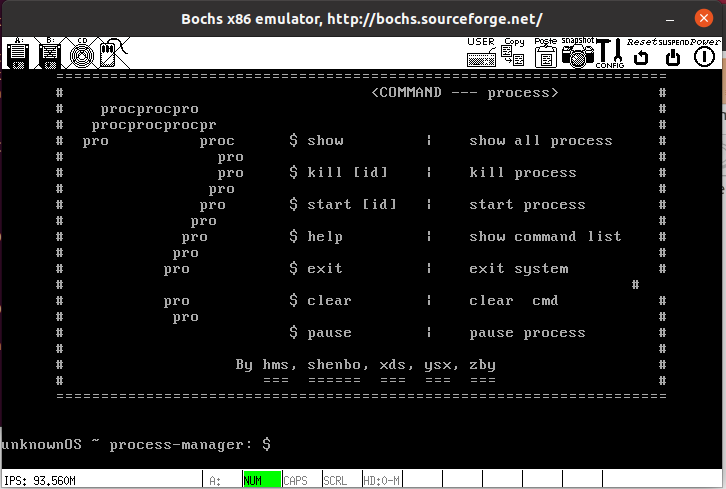 Bochs x86 emulator, http://bochs.sourceforge.net/
A: B: CD USER Copy Paste snapshot CONFIG Reset SUSPEND Power
==================================================================
# <COMMAND --- process> #
# procprocpro #
# procprocprocpr #
# pro proc $ show ¦ show all process #
# pro #
# pro $ kill [id] ¦ kill process #
# pro #
# pro $ start [id] ¦ start process #
# pro #
# pro $ help ¦ show command list #
# pro #
# pro $ exit ¦ exit system #
# #
# pro $ clear ¦ clear cmd #
# pro #
# $ pause ¦ pause process #
# #
# By hms, shenbo, xds, ysx, zby #
# === ====== === === === #
==================================================================
unknownOS ~ process-manager: $
IPS: 93.560M A: NUM CAPS SCRL HD:0-M